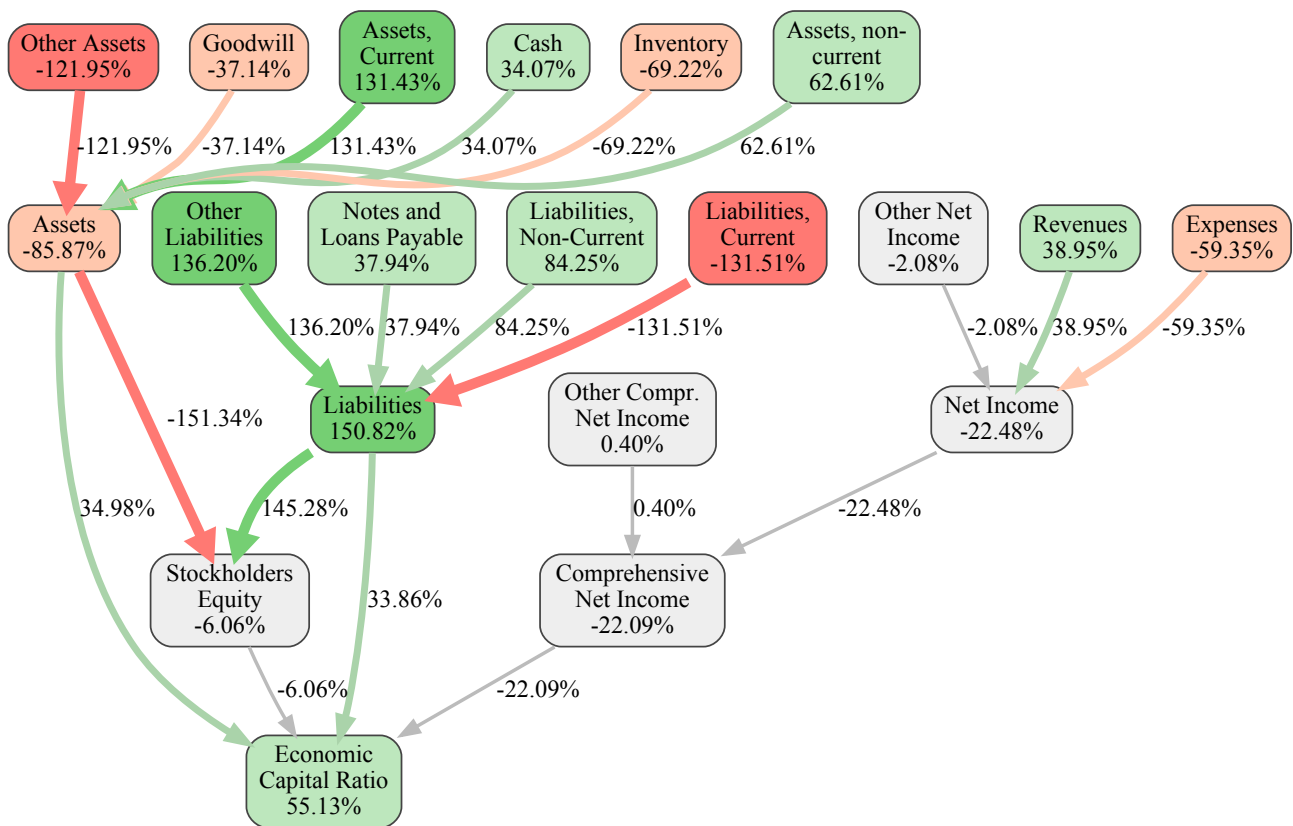 Other Assets
-121.95%
Goodwill
-37.14%
Assets,
Current
131.43%
Cash
34.07%
Inventory
-69.22%
Assets, non-
current
62.61%
-121.95%
-37.14%
131.43%
34.07%
-69.22%
62.61%
Assets
-85.87%
Other
Liabilities
136.20%
Notes and
Loans Payable
37.94%
Liabilities,
Non-Current
84.25%
Liabilities,
Current
-131.51%
Other Net
Income
-2.08%
Revenues
38.95%
Expenses
-59.35%
136.20%
37.94%
84.25%
-131.51%
-2.08%
38.95%
-59.35%
-151.34%
Liabilities
150.82%
Other Compr.
Net Income
0.40%
Net Income
-22.48%
34.98%
145.28%
0.40%
-22.48%
Stockholders
Equity
-6.06%
33.86%
Comprehensive
Net Income
-22.09%
-6.06%
-22.09%
Economic
Capital Ratio
55.13%